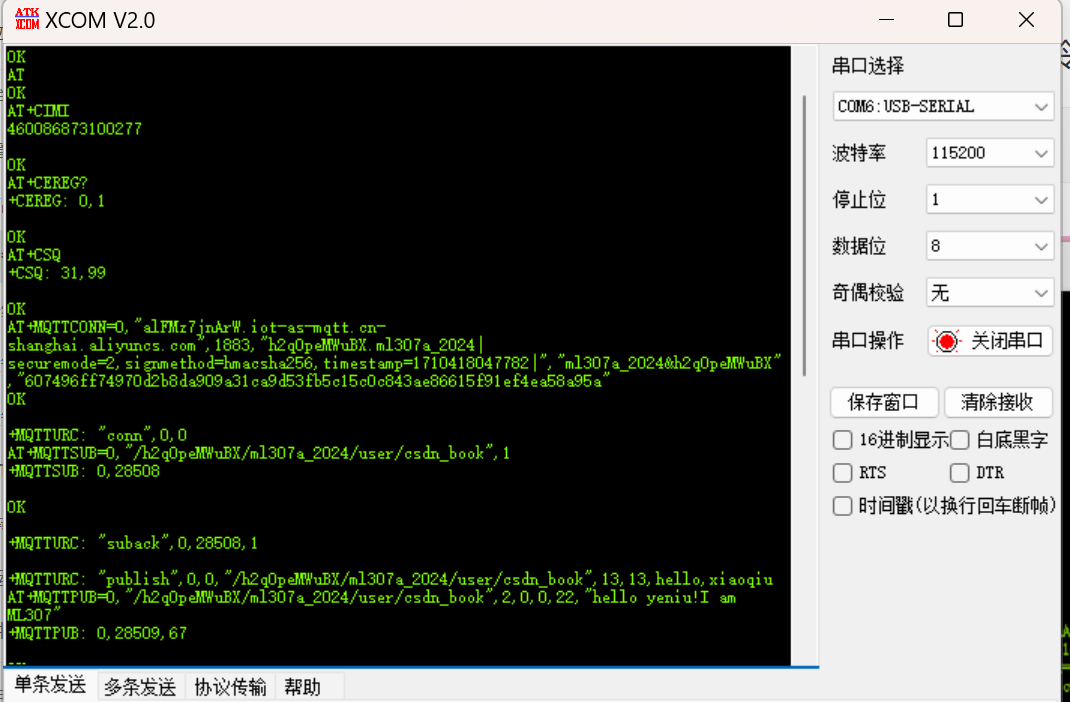 ATK
XCOM
XCOM V2.0
OK
AT
OK
AT+CIMI
460086873100277
OK
AT+CEREG?
+CEREG: 0,1
OK
AT+CSQ
+CSQ: 31,99
OK
AT+MQTTCONN=0,"a1FMz7jnArW.iot-as-mqtt.cn-
shanghai.aliyuncs.com",1883,"h2q0peMWuBX.ml307a_2024|
securemode=2,signmethod=hmacsha256,timestamp=1710418047782|","ml307a_2024&h2q0peMWuBX"
,"607496ff74970d2b8da909a31ca9d53fb5c15c0c843ae86615f91ef4ea58a95a"
OK
+MQTTURC: "conn",0,0
AT+MQTTSUB=0,"/h2q0peMWuBX/ml307a_2024/user/csdn_book",1
+MQTTSUB: 0,28508
OK
+MQTTURC: "suback",0,28508,1
+MQTTURC: "publish",0,0,"/h2q0peMWuBX/ml307a_2024/user/csdn_book",13,13,hello,xiaoqiu
AT+MQTTPUB=0,"/h2q0peMWuBX/ml307a_2024/user/csdn_book",2,0,0,22,"hello yeniu!I am
ML307"
+MQTTPUB: 0,28509,67
串口选择
COM6:USB-SERIAL
波特率 115200
停止位 1
数据位 8
奇偶校验 无
串口操作 关闭串口
保存窗口 清除接收
16进制显示 白底黑字
RTS DTR
时间戳(以换行回车断帧)
单条发送 多条发送 协议传输 帮助